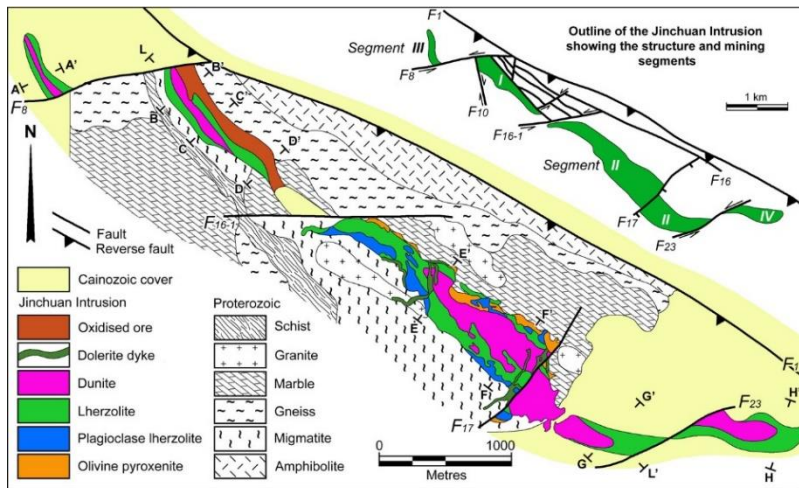 Outline of the Jinchuan Intrusion
showing the structure and mining
segments
F1
Segment III
F8
I
F10
F16-1
1 km
Segment II
II
F16
F17
F23
IV
A
A'
F8
L
B'
C'
D'
B
C
D
N
F16-1
E'
E
F'
F
F17
F1
G'
H'
F23
G
L'
H
Fault
Reverse fault
Cainozoic cover
Jinchuan Intrusion
Oxidised ore
Dolerite dyke
Dunite
Lherzolite
Plagioclase lherzolite
Olivine pyroxenite
Proterozoic
Schist
Granite
Marble
Gneiss
Migmatite
Amphibolite
0 1000
Metres